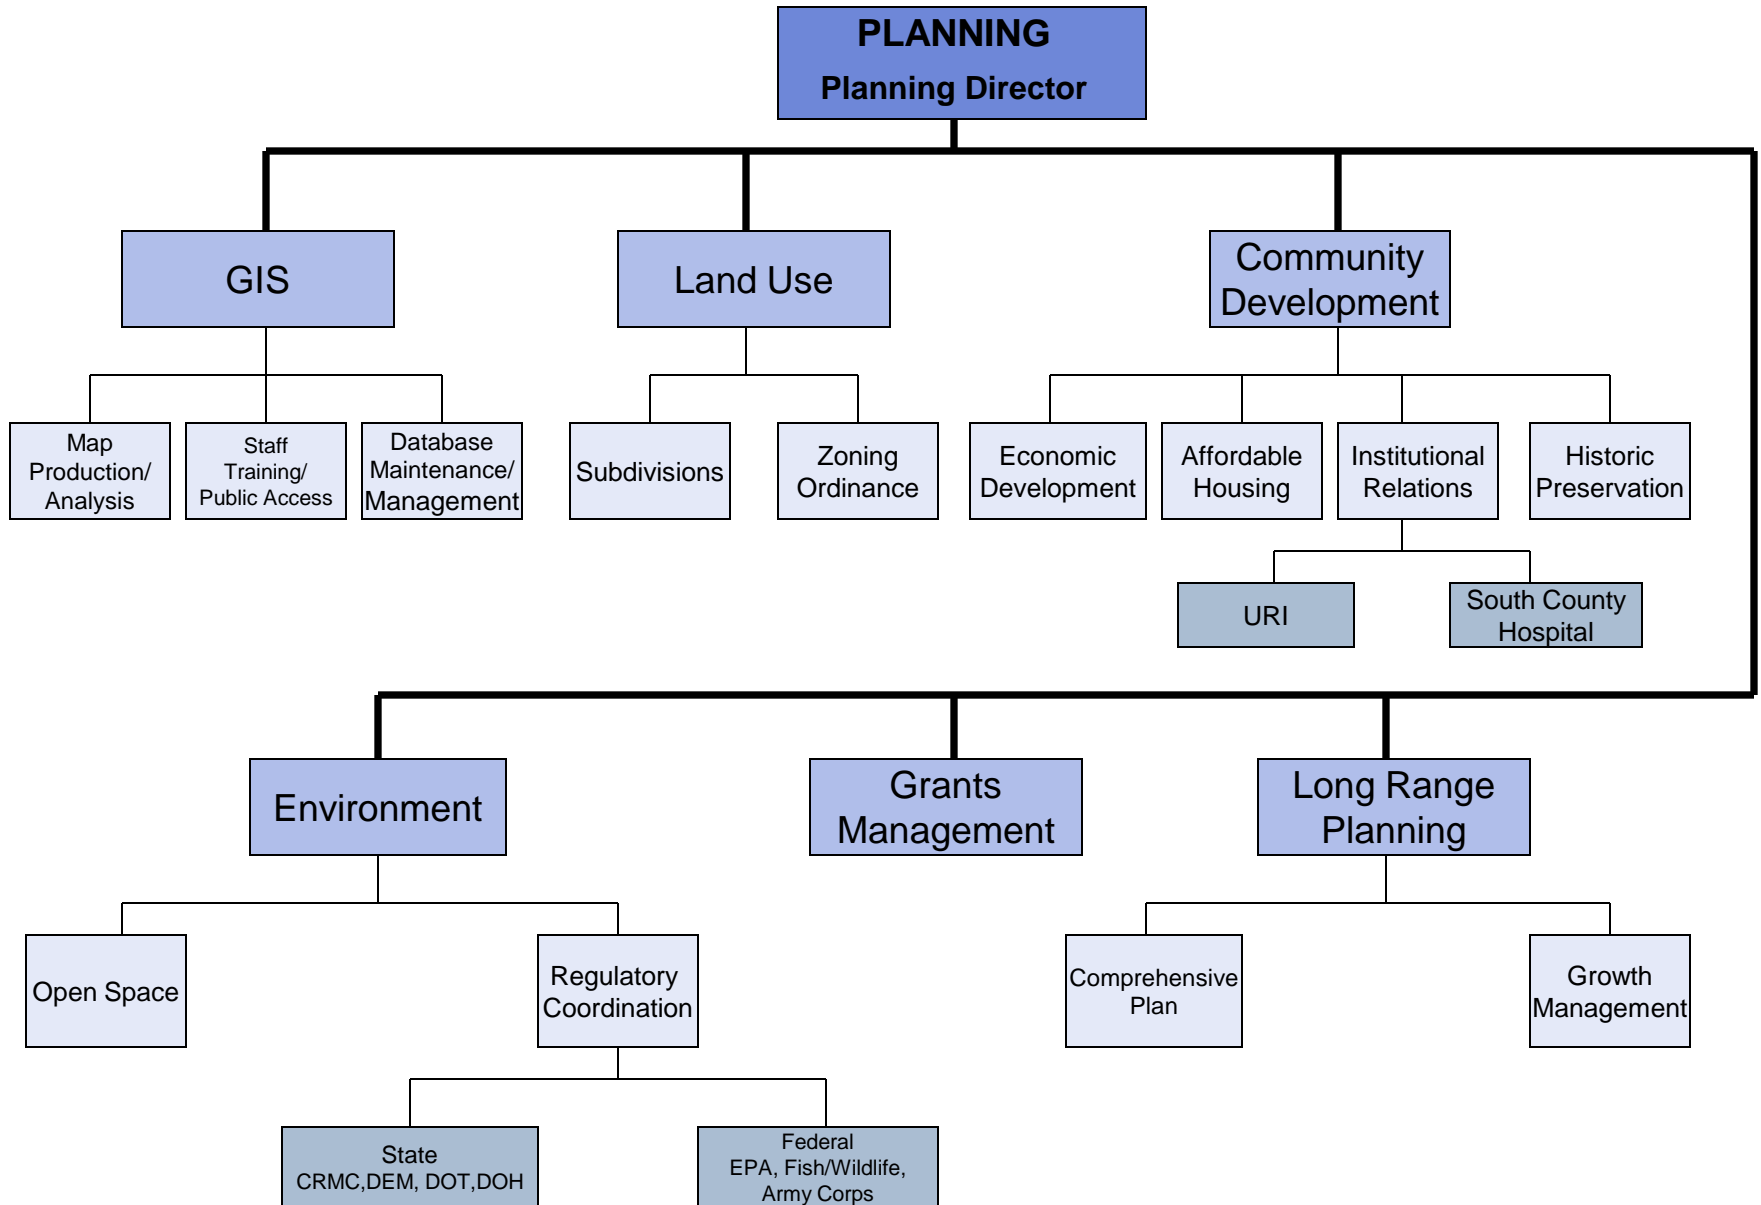 PLANNING
Planning Director
GIS
Land Use
Community
Development
Map
Production/
Analysis
Staff
Training/
Public Access
Database
Maintenance/
Management
Subdivisions
Zoning
Ordinance
Economic
Development
Affordable
Housing
Institutional
Relations
Historic
Preservation
URI
South County
Hospital
Environment
Grants
Management
Long Range
Planning
Open Space
Regulatory
Coordination
Comprehensive
Plan
Growth
Management
State
CRMC,DEM, DOT,DOH
Federal
EPA, Fish/Wildlife,
Army Corps